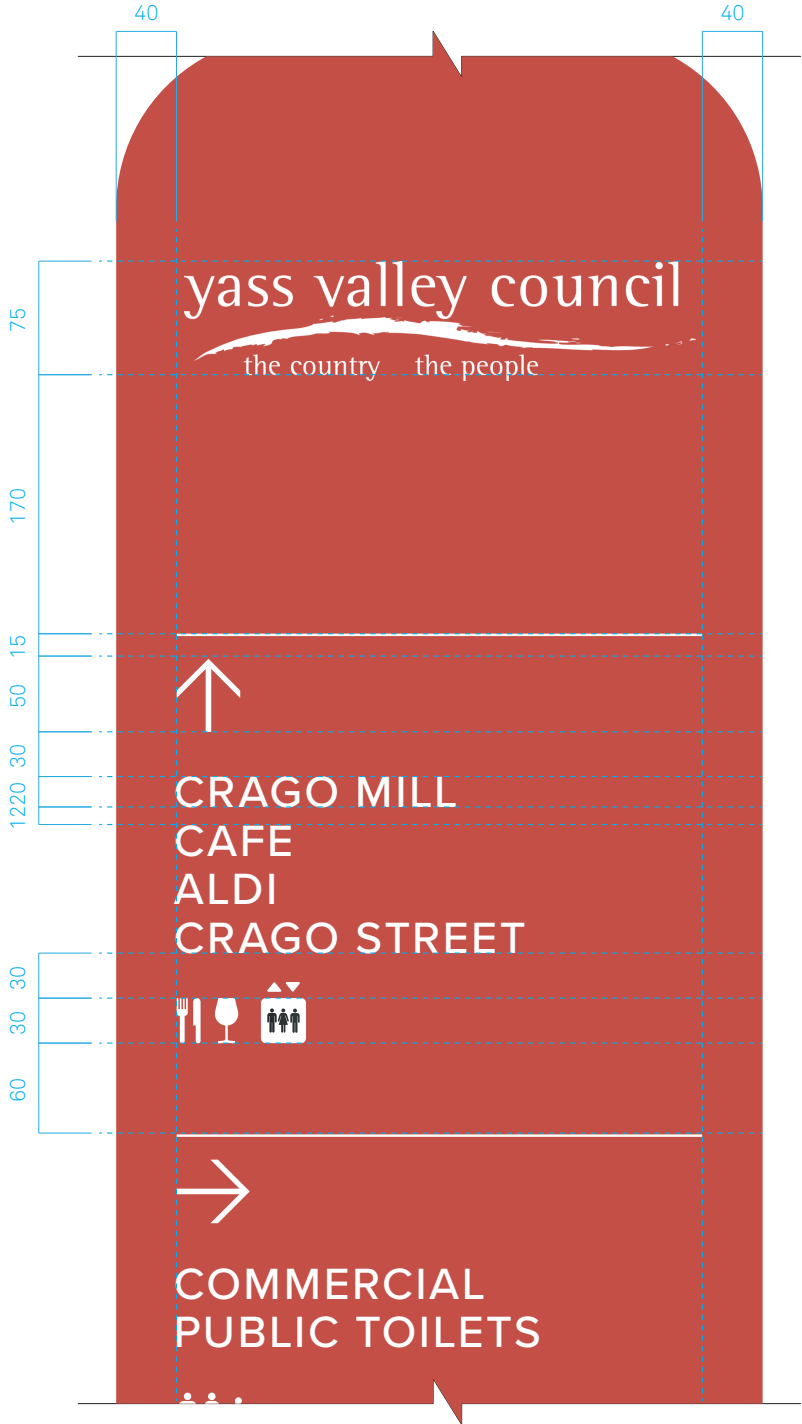 40 40
yass valley council
the country the people
75
170
15
50
30
20
12
CRAGO MILL
CAFE
ALDI
CRAGO STREET
30
30
60
COMMERCIAL
PUBLIC TOILETS